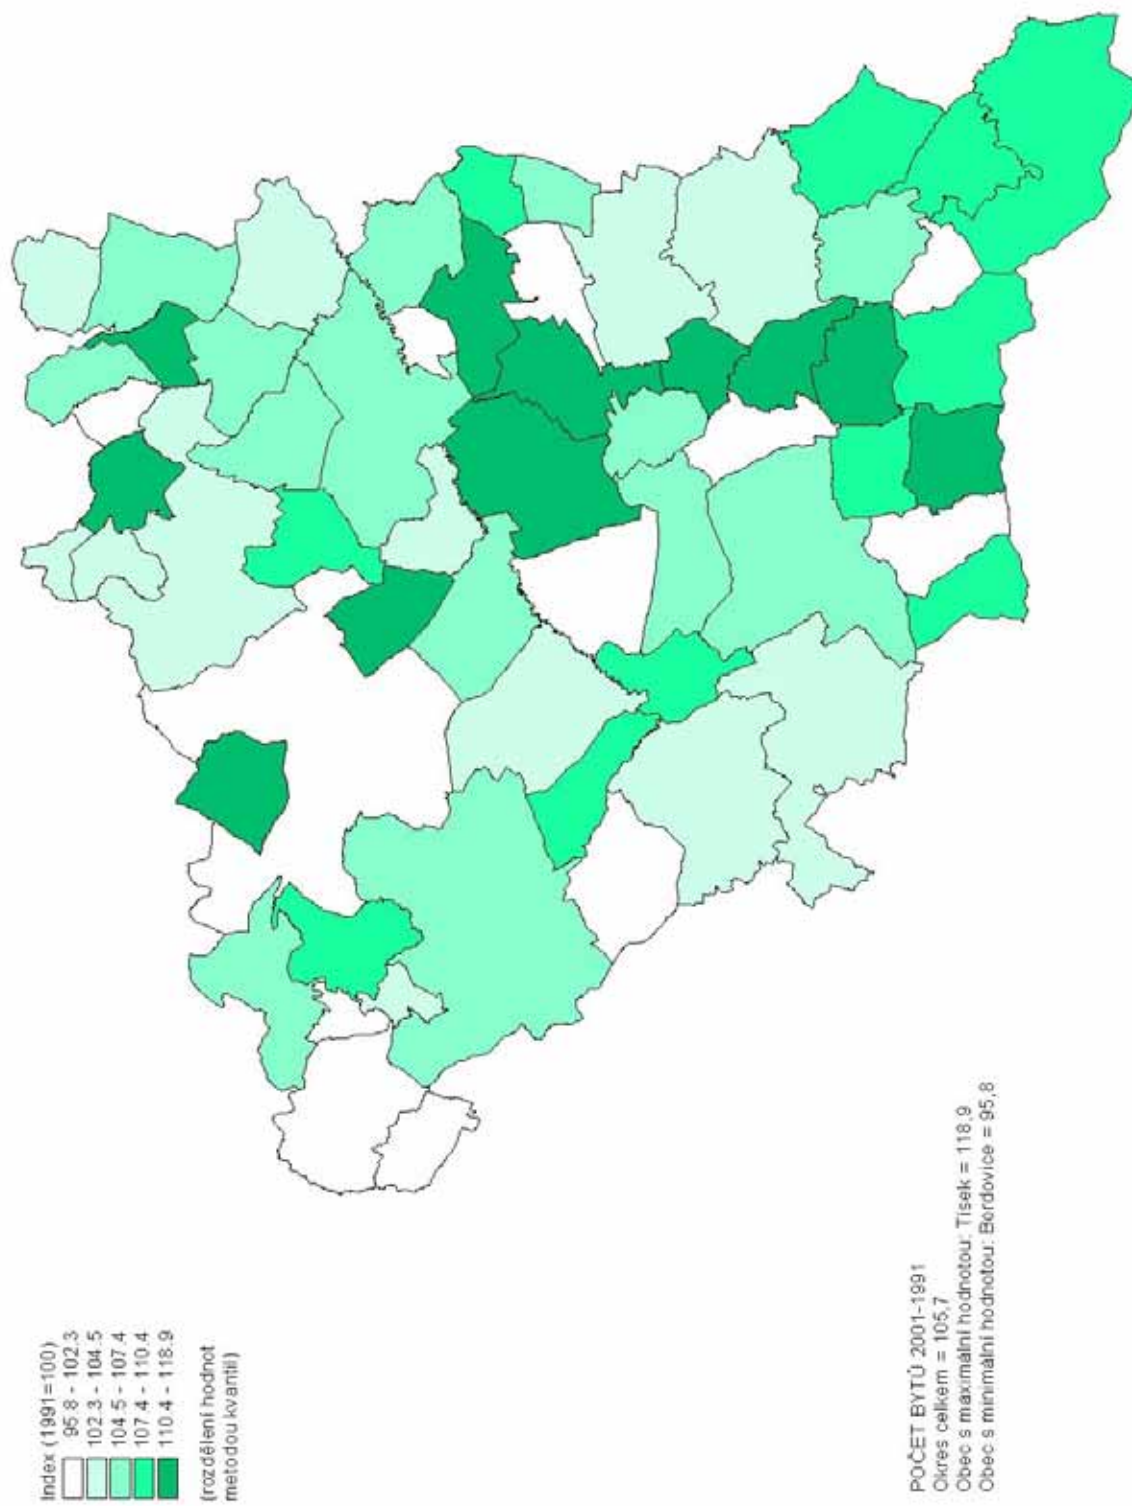 Index (1991=100)
95.8 - 102.3
102.3 - 104.5
104.5 - 107.4
107.4 - 110.4
110.4 - 118.9
(rozdělení hodnot
metodou kvantil)
POČET BYTŮ 2001-1991
Okres celkem = 105,7
Obec s maximální hodnotou: Tísek = 118,9
Obec s minimální hodnotou: Bordovice = 95,8